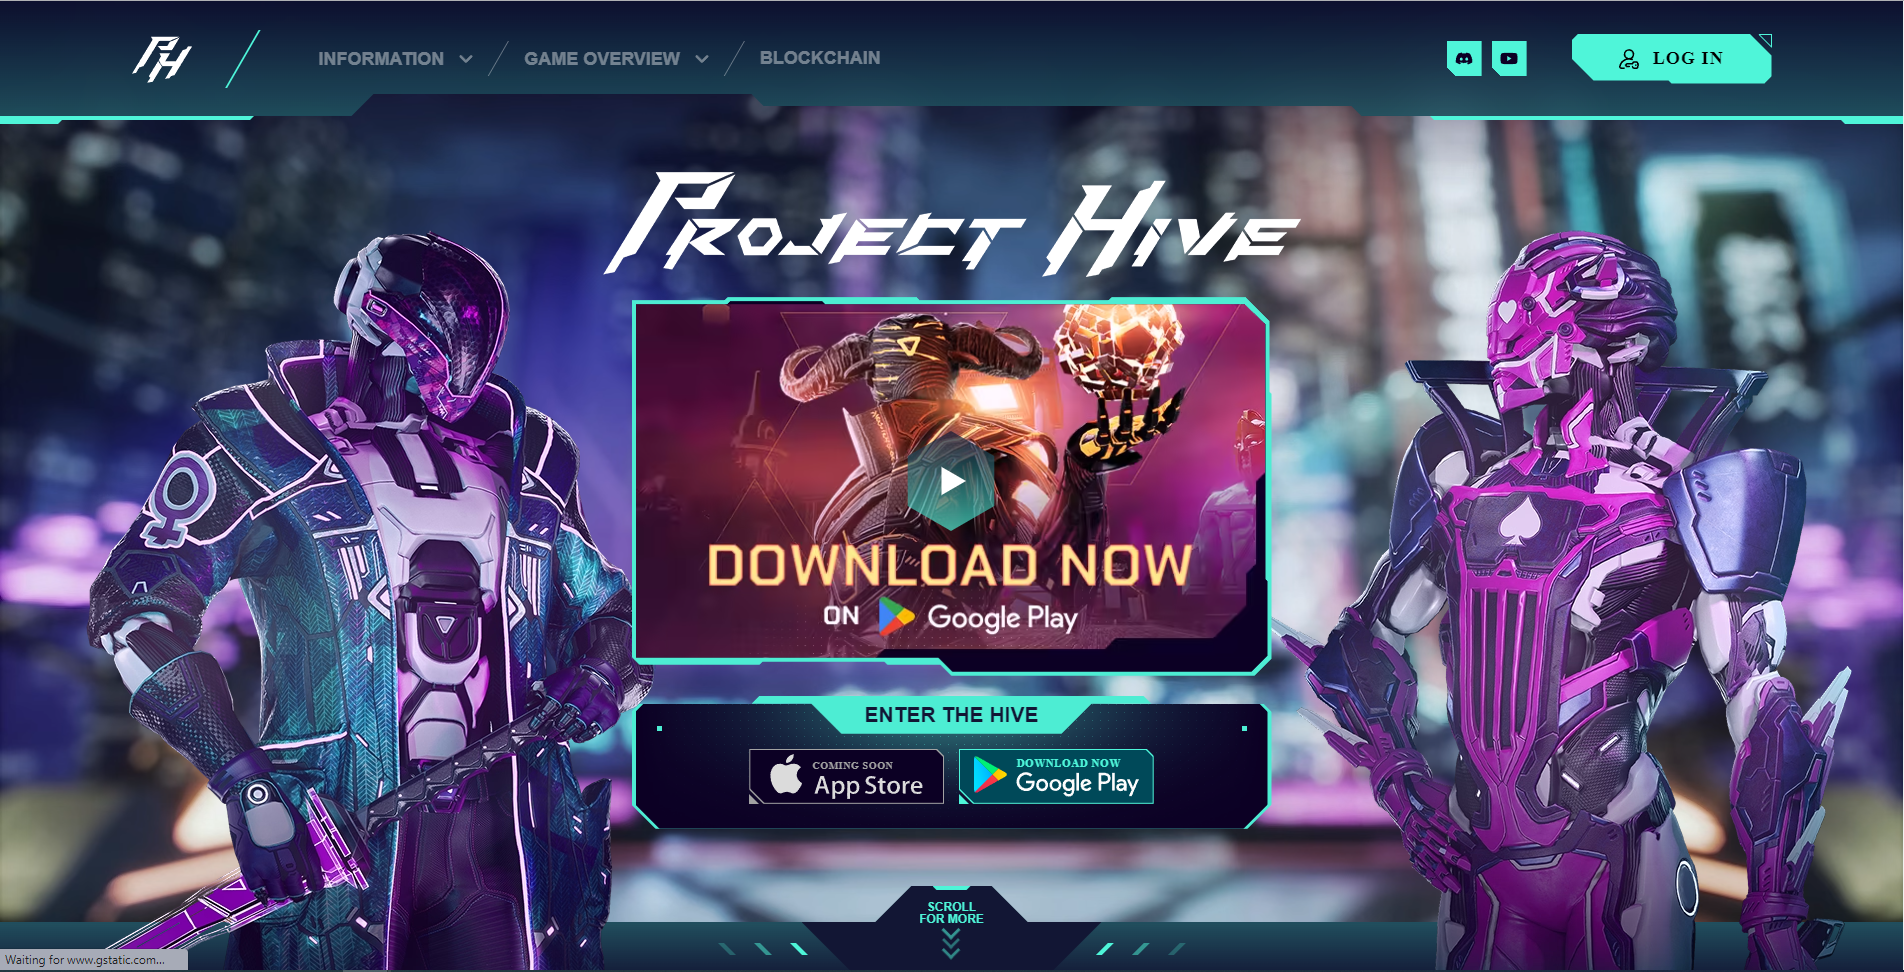 PH
INFORMATION
GAME OVERVIEW
BLOCKCHAIN
LOG IN
PROJECT HIVE
DOWNLOAD NOW
ON Google Play
ENTER THE HIVE
COMING SOON
App Store
DOWNLOAD NOW
Google Play
SCROLL
FOR MORE
Waiting for www.gstatic.com...